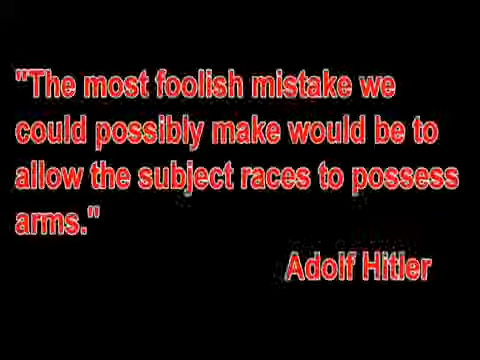 "The most foolish mistake we
could possibly make would be to
allow the subject races to possess
arms."
Adolf Hitler